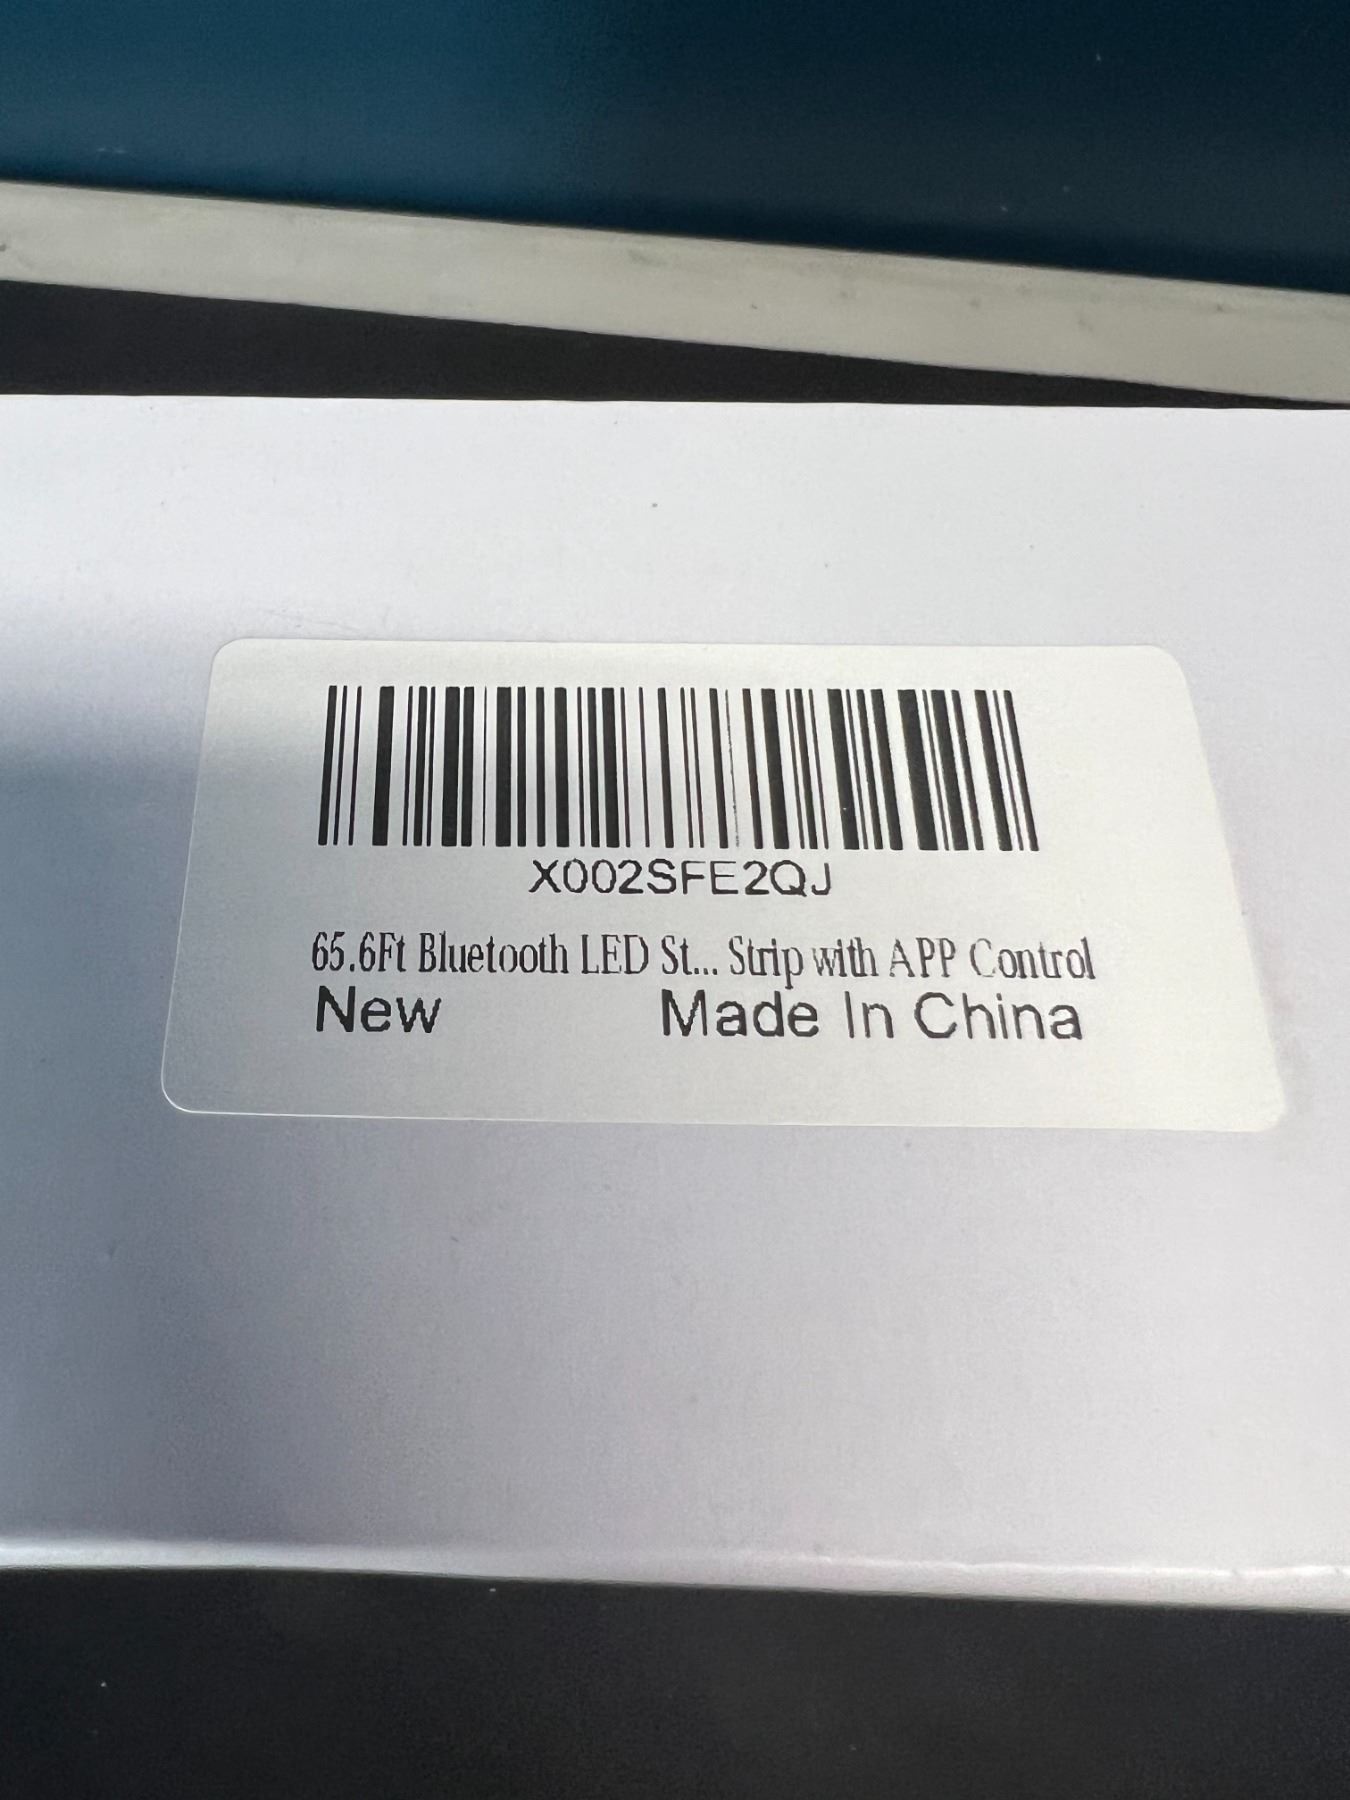 X002SFE2QJ
65.6Ft Bluetooth LED St... Strip with APP Control
New Made In China